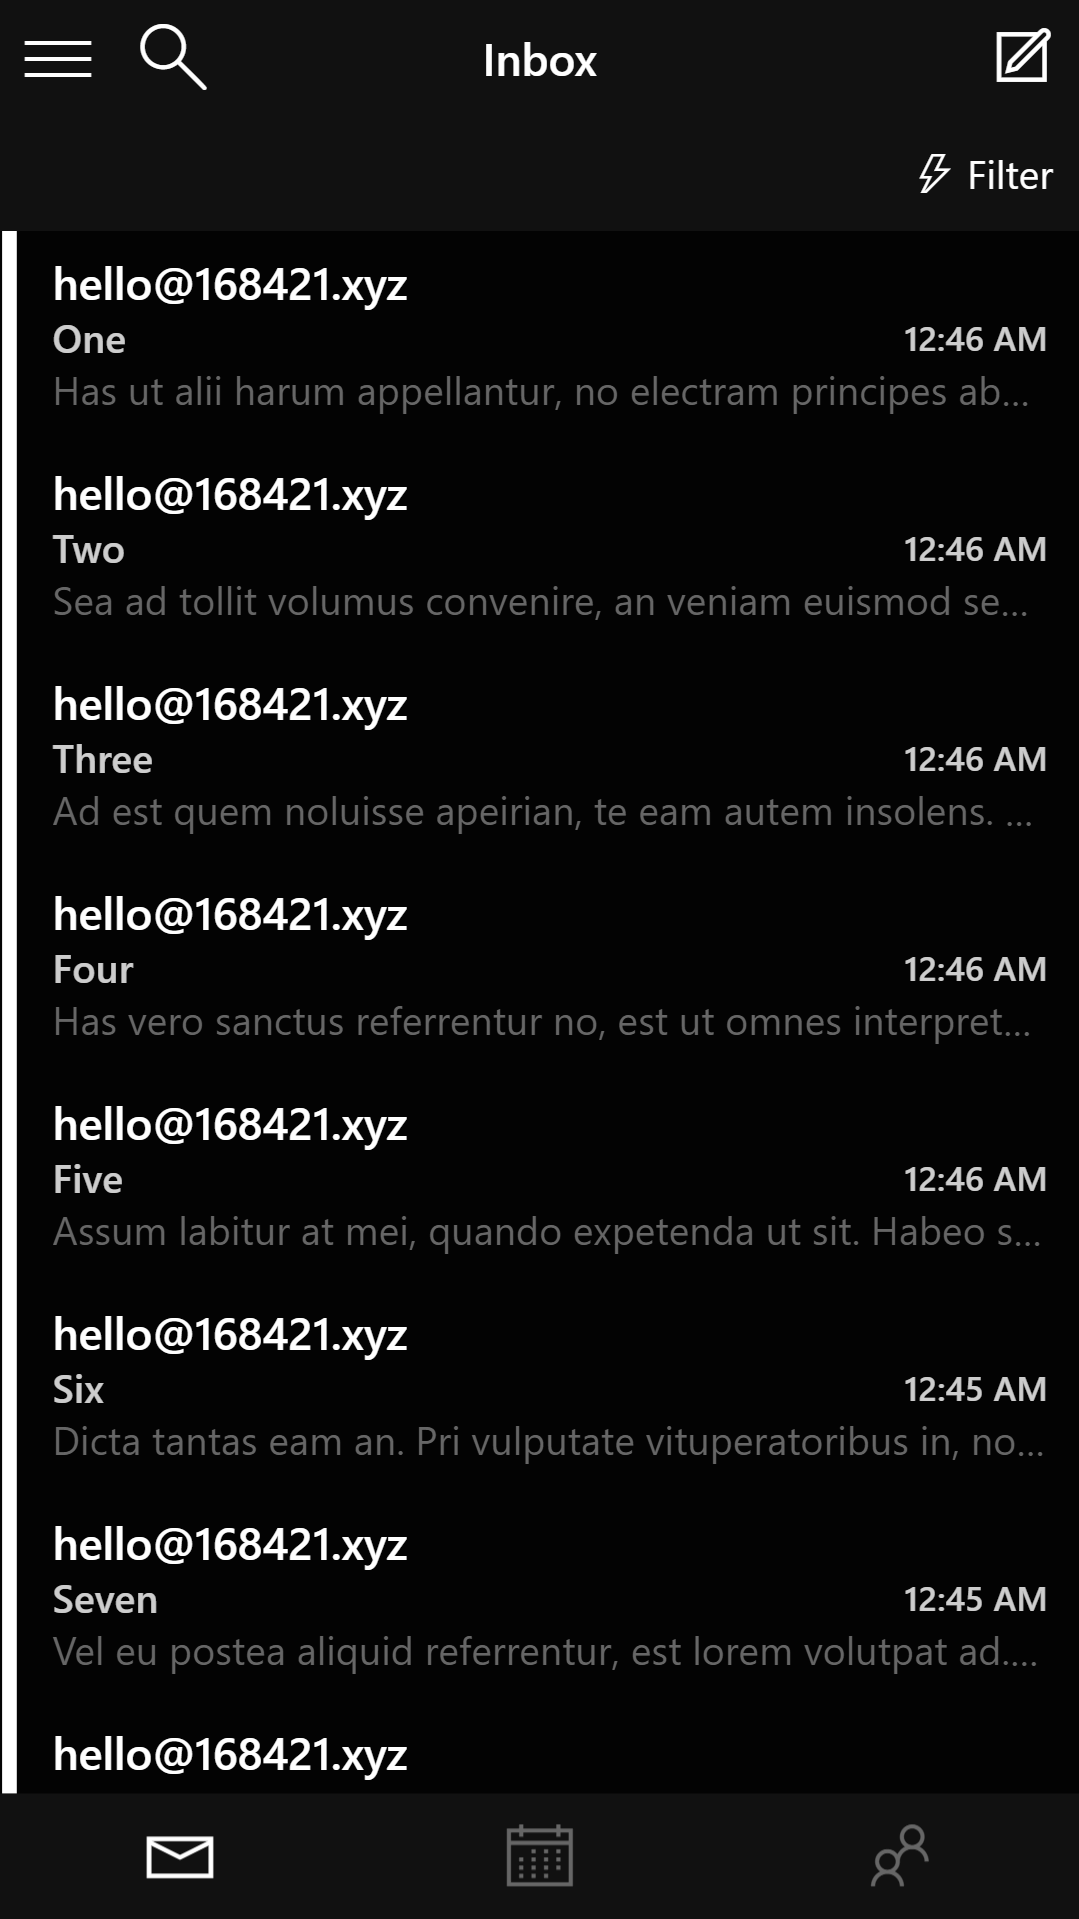 Inbox
Filter
hello@168421.xyz
One 12:46 AM
Has ut alii harum appellantur, no electram principes ab...
hello@168421.xyz
Two 12:46 AM
Sea ad tollit volumus convenire, an veniam euismod se...
hello@168421.xyz
Three 12:46 AM
Ad est quem noluisse apeirian, te eam autem insolens. ...
hello@168421.xyz
Four 12:46 AM
Has vero sanctus referrentur no, est ut omnes interpret...
hello@168421.xyz
Five 12:46 AM
Assum labitur at mei, quando expetenda ut sit. Habeo s...
hello@168421.xyz
Six 12:45 AM
Dicta tantas eam an. Pri vulputate vituperatoribus in, no...
hello@168421.xyz
Seven 12:45 AM
Vel eu postea aliquid referrentur, est lorem volutpat ad....
hello@168421.xyz